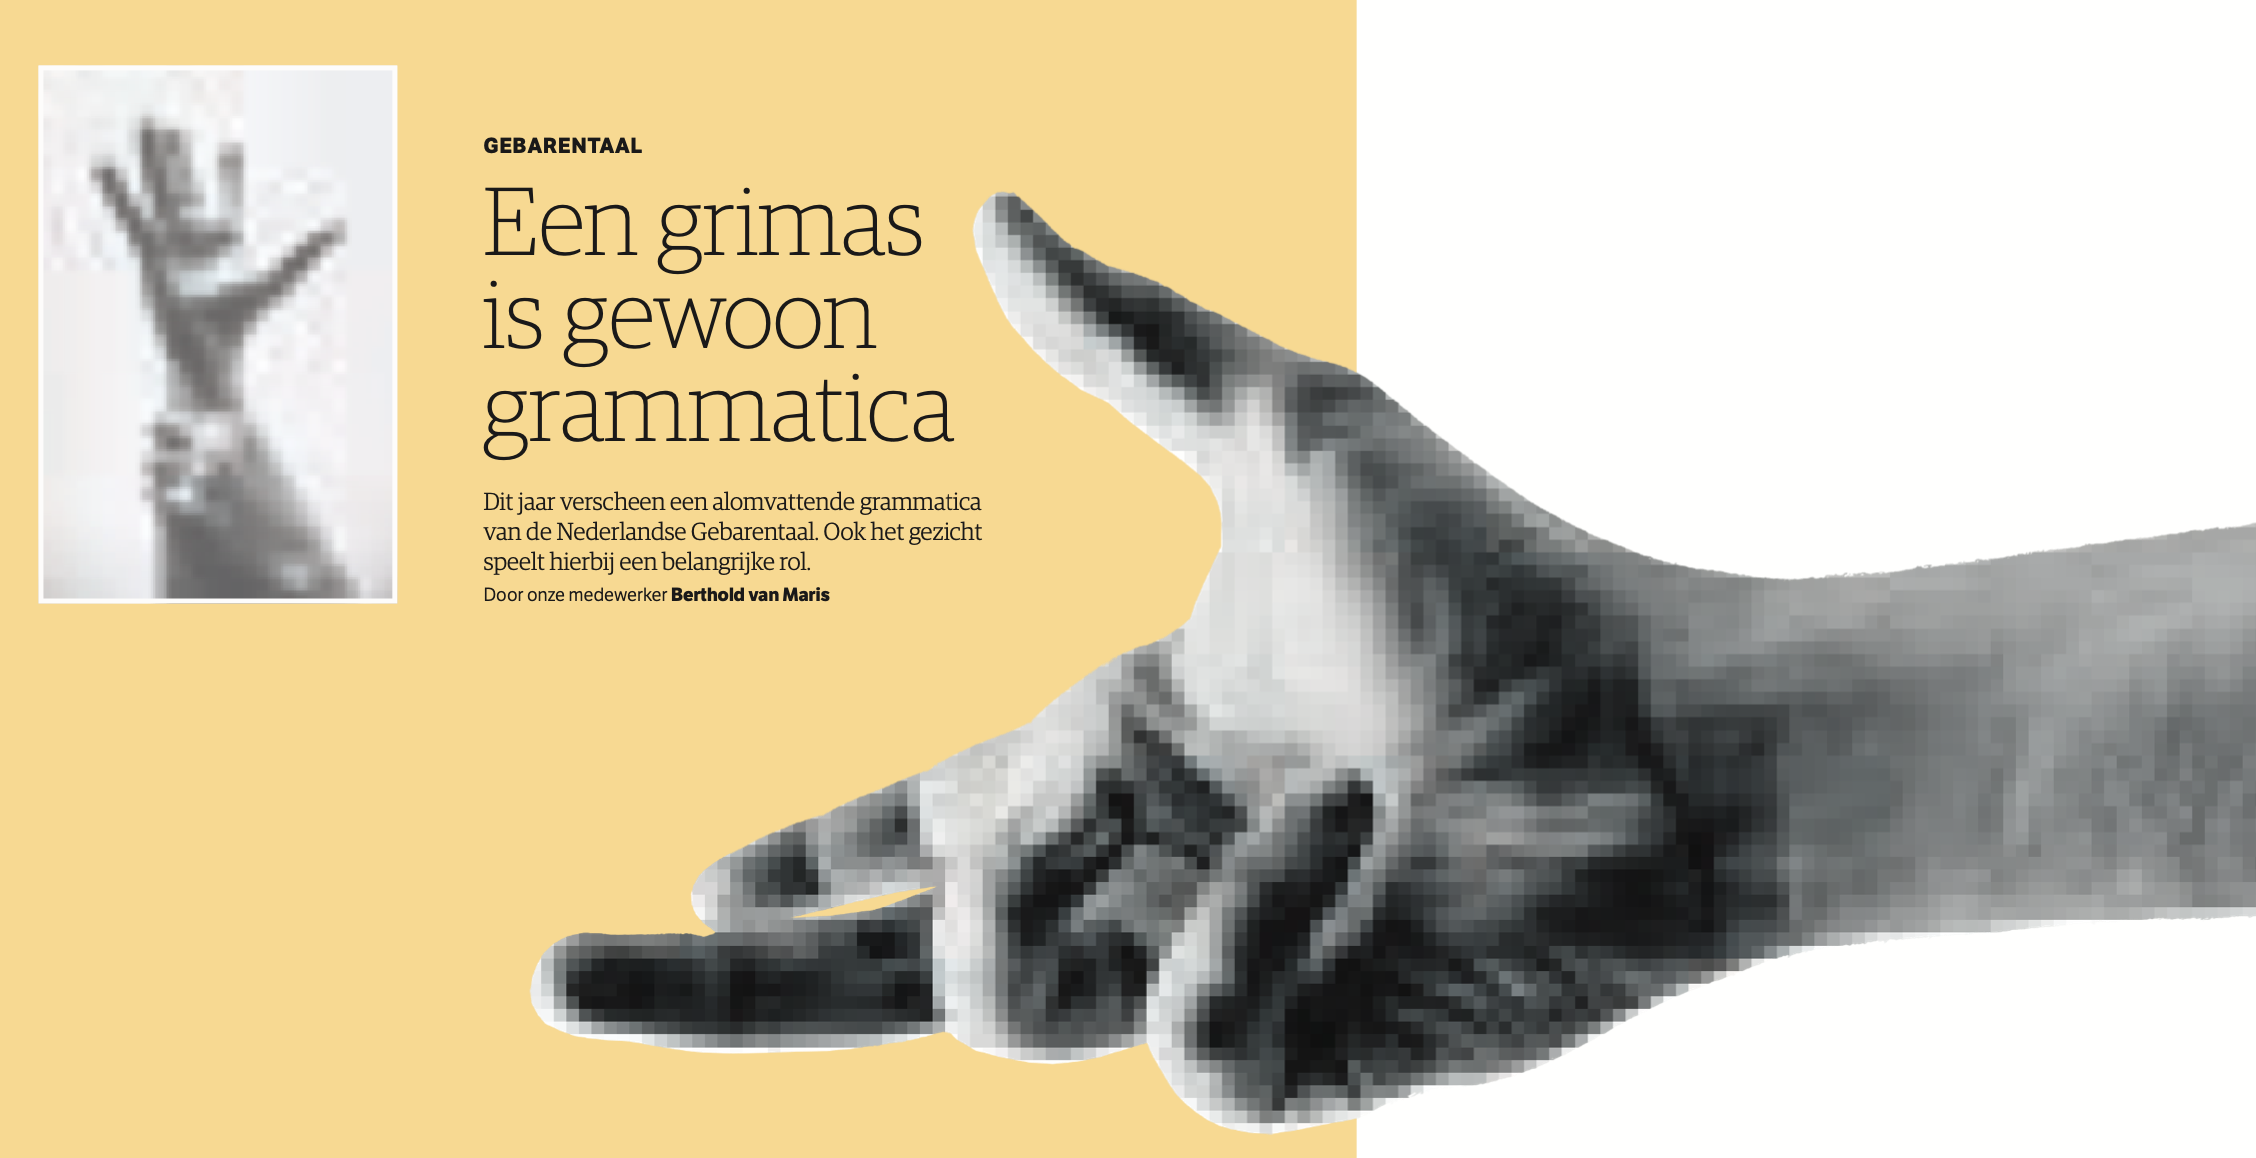 GEBARENTAAL
Een grimas
is gewoon
grammatica
Dit jaar verscheen een alomvattende grammatica
van de Nederlandse Gebarentaal. Ook het gezicht
speelt hierbij een belangrijke rol.
Door onze medewerker Berthold van Maris